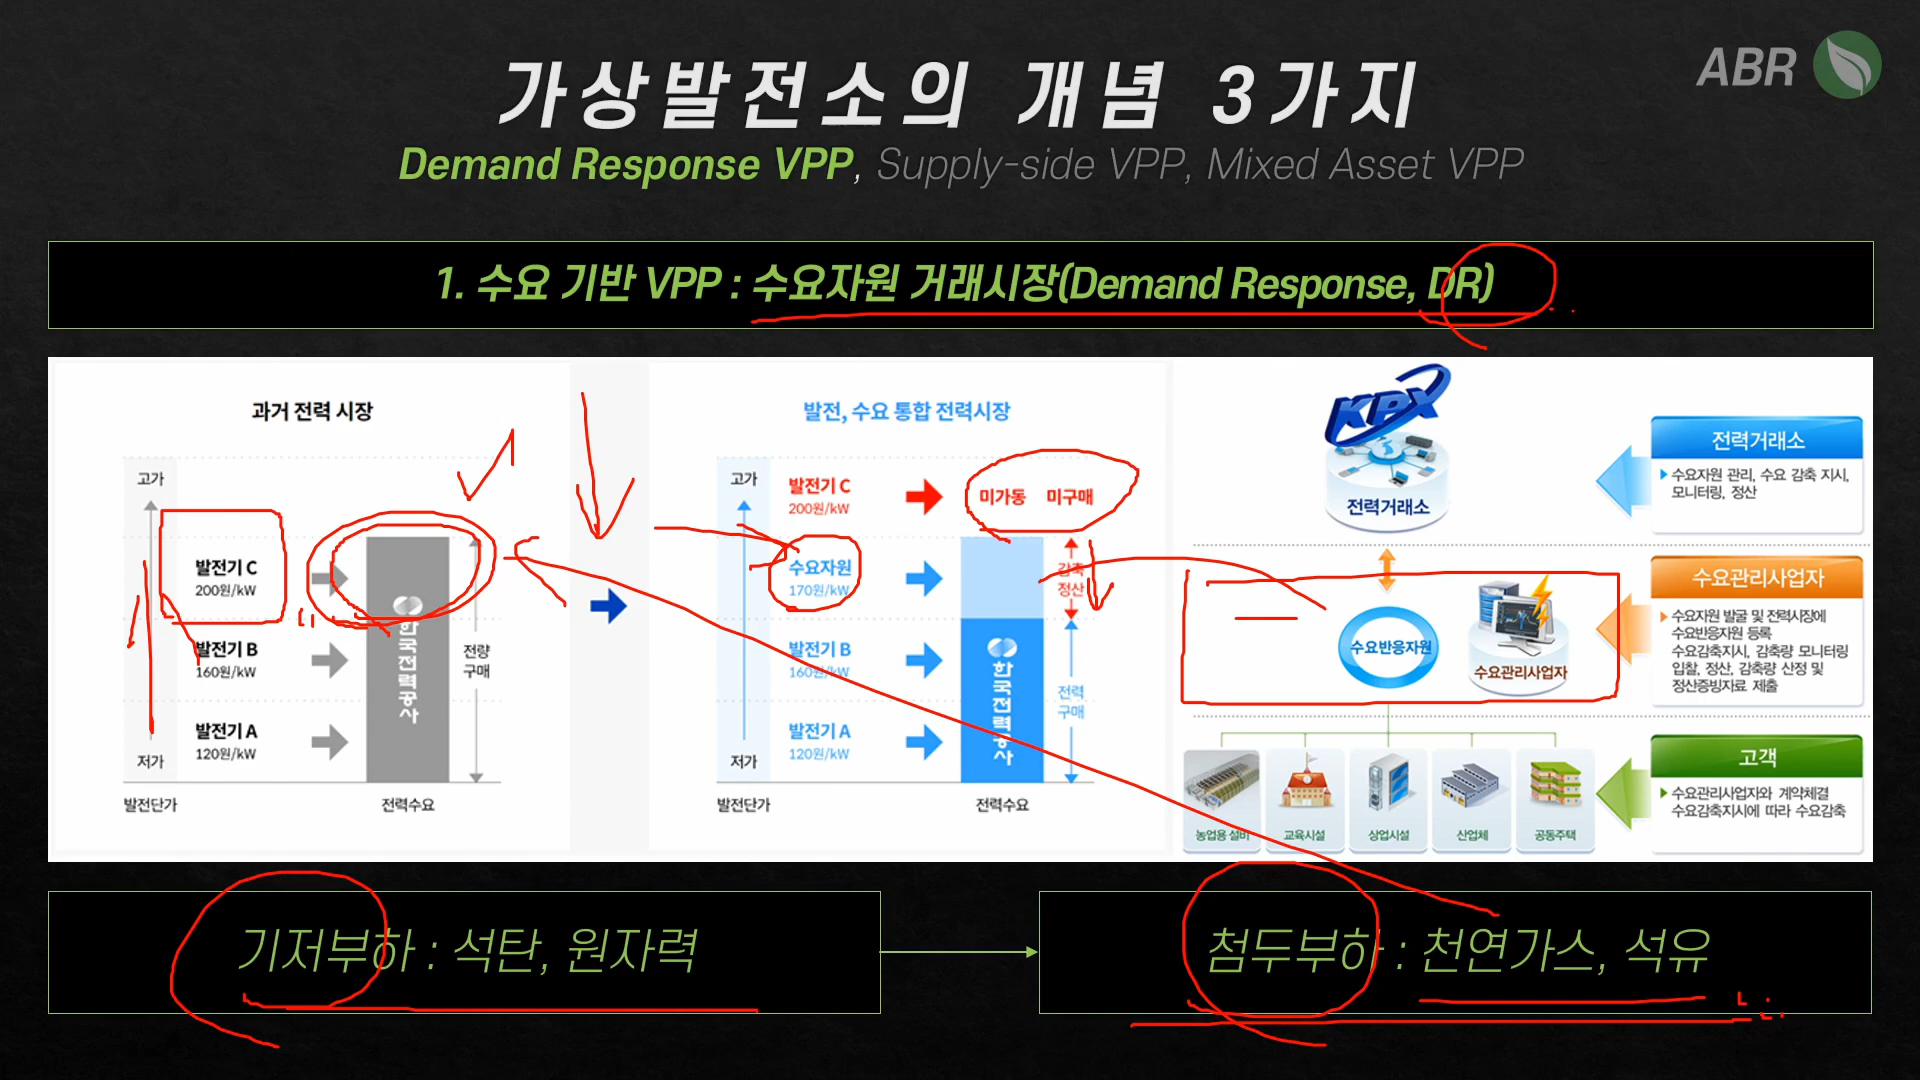 가상발전소의 개념 3가지
ABR
Demand Response VPP, Supply-side VPP, Mixed Asset VPP
1. 수요 기반 VPP : 수요자원 거래시장(Demand Response, DR)
과거 전력 시장
고가
발전기 C
200원/kW
발전기 B
160원/kW
발전기 A
120원/kW
저가
발전단가
한국전력공사
전량
구매
전력수요
발전, 수요 통합 전력시장
고가
발전기 C
200원/kW
미가동 미구매
수요자원
170원/kW
감축
정산
발전기 B
160원/kW
발전기 A
120원/kW
저가
발전단가
한국전력공사
전력
구매
전력수요
KPX
전력거래소
전력거래소
수요자원 관리, 수요 감축 지시,
모니터링, 정산
수요반응자원
수요관리사업자
수요관리사업자
수요자원 발굴 및 전력시장에
수요반응자원 등록
수요감축지시, 감축량 모니터링
입찰, 정산, 감축량 산정 및
정산증빙자료 제출
농업용 설비
교육시설
상업시설
산업체
공동주택
고객
수요관리사업자와 계약체결
수요감축지시에 따라 수요감축
기저부하 : 석탄, 원자력
첨두부하 : 천연가스, 석유